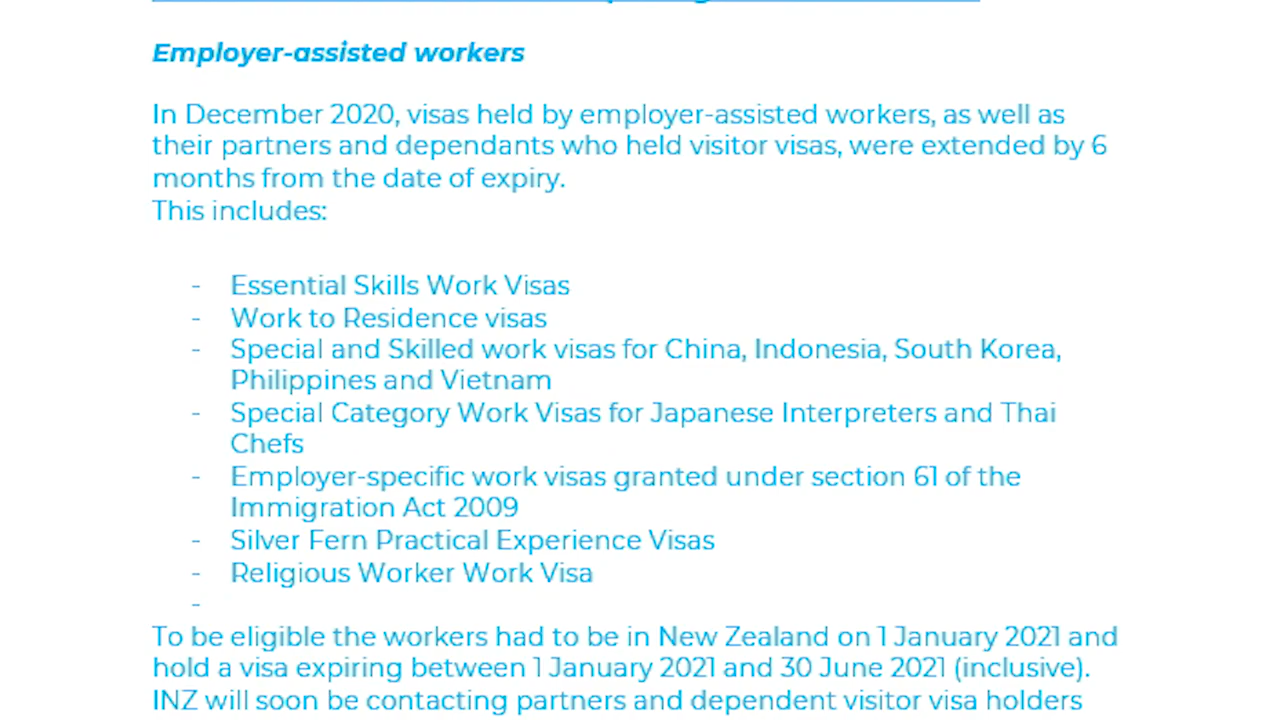 Employer-assisted workers
In December 2020, visas held by employer-assisted workers, as well as
their partners and dependants who held visitor visas, were extended by 6
months from the date of expiry.
This includes:
- Essential Skills Work Visas
- Work to Residence visas
- Special and Skilled work visas for China, Indonesia, South Korea,
Philippines and Vietnam
- Special Category Work Visas for Japanese Interpreters and Thai
Chefs
- Employer-specific work visas granted under section 61 of the
Immigration Act 2009
- Silver Fern Practical Experience Visas
- Religious Worker Work Visa
-
To be eligible the workers had to be in New Zealand on 1 January 2021 and
hold a visa expiring between 1 January 2021 and 30 June 2021 (inclusive).
INZ will soon be contacting partners and dependent visitor visa holders